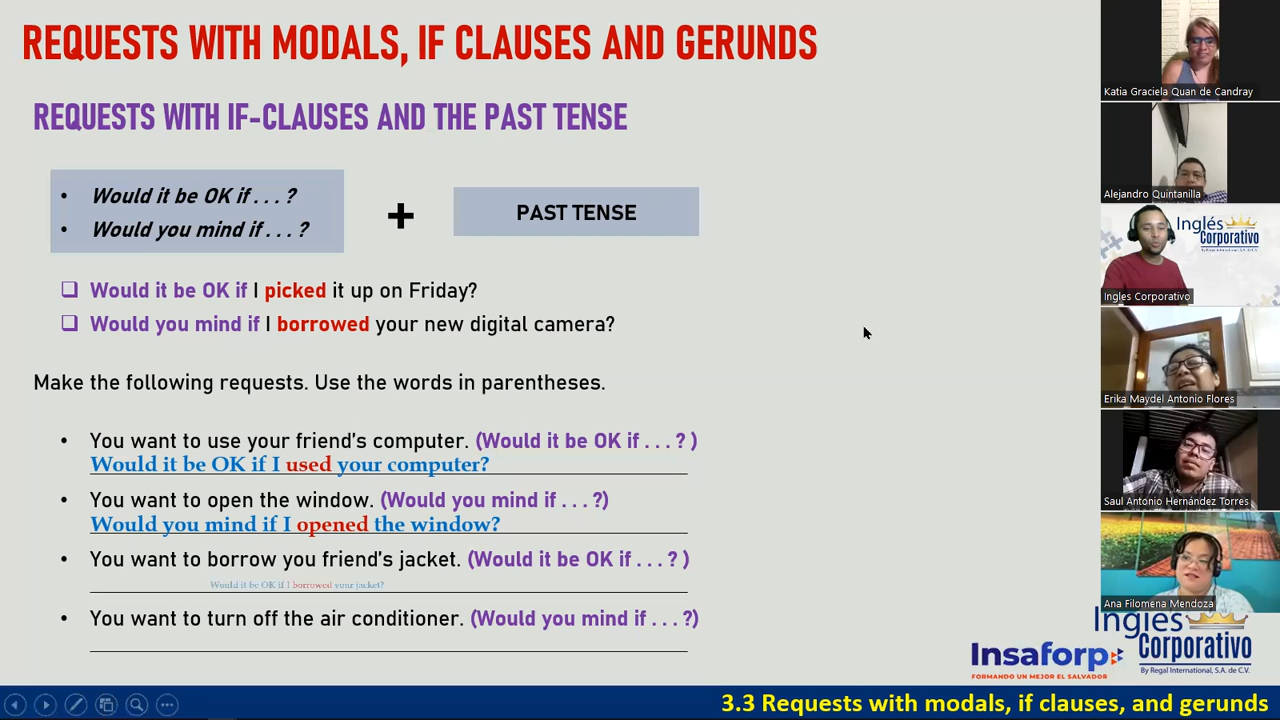 REQUESTS WITH MODALS, IF CLAUSES AND GERUNDS
REQUESTS WITH IF-CLAUSES AND THE PAST TENSE
• Would it be OK if . . . ?
• Would you mind if . . . ?
+
PAST TENSE
Would it be OK if I picked it up on Friday?
Would you mind if I borrowed your new digital camera?
Make the following requests. Use the words in parentheses.
• You want to use your friend's computer. (Would it be OK if . . . ? )
Would it be OK if I used your computer?
• You want to open the window. (Would you mind if . . . ?)
Would you mind if I opened the window?
• You want to borrow you friend's jacket. (Would it be OK if . . . ? )
Would it be OK if I borrowed your jacket?
• You want to turn off the air conditioner. (Would you mind if . . . ?)
Katia Graciela Quan de Candray
Alejandro Quintanilla
Inglés
Corporativo
Ingles Corporativo
Erika Maydel Antonio Flores
Saul Antonio Hernández Torres
Ana Filomena Mendoza
Insaforp
FORMANDO UN MEJOR EL SALVADOR
Inglés
Corporativo
By Regal International, S.A. de C.V.
3.3 Requests with modals, if clauses, and gerunds